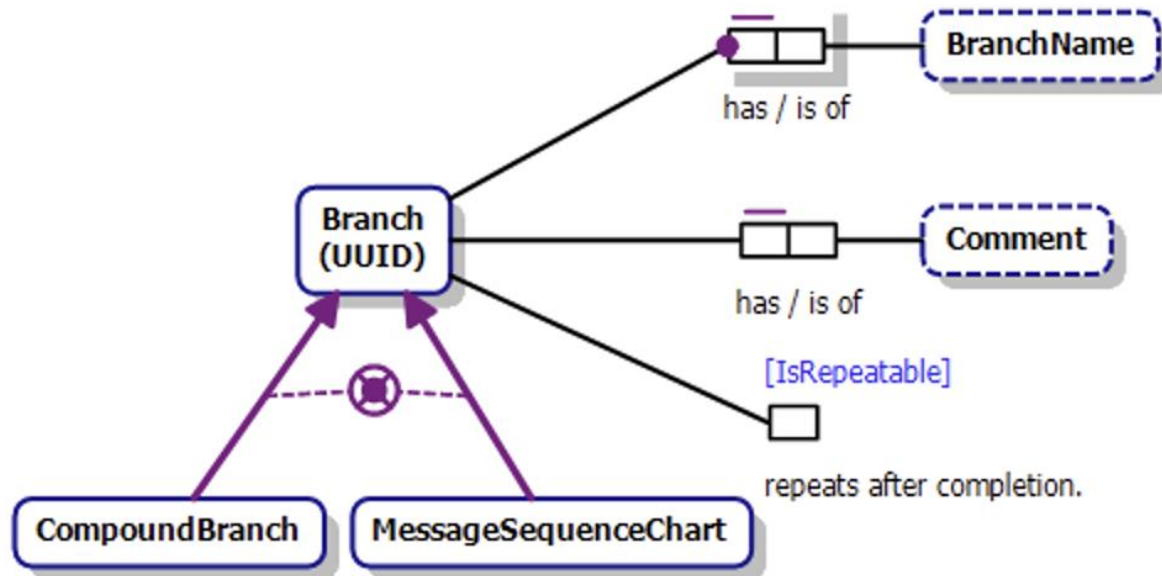 BranchName
has / is of
Branch
(UUID)
Comment
has / is of
[IsRepeatable]
repeats after completion.
CompoundBranch
MessageSequenceChart